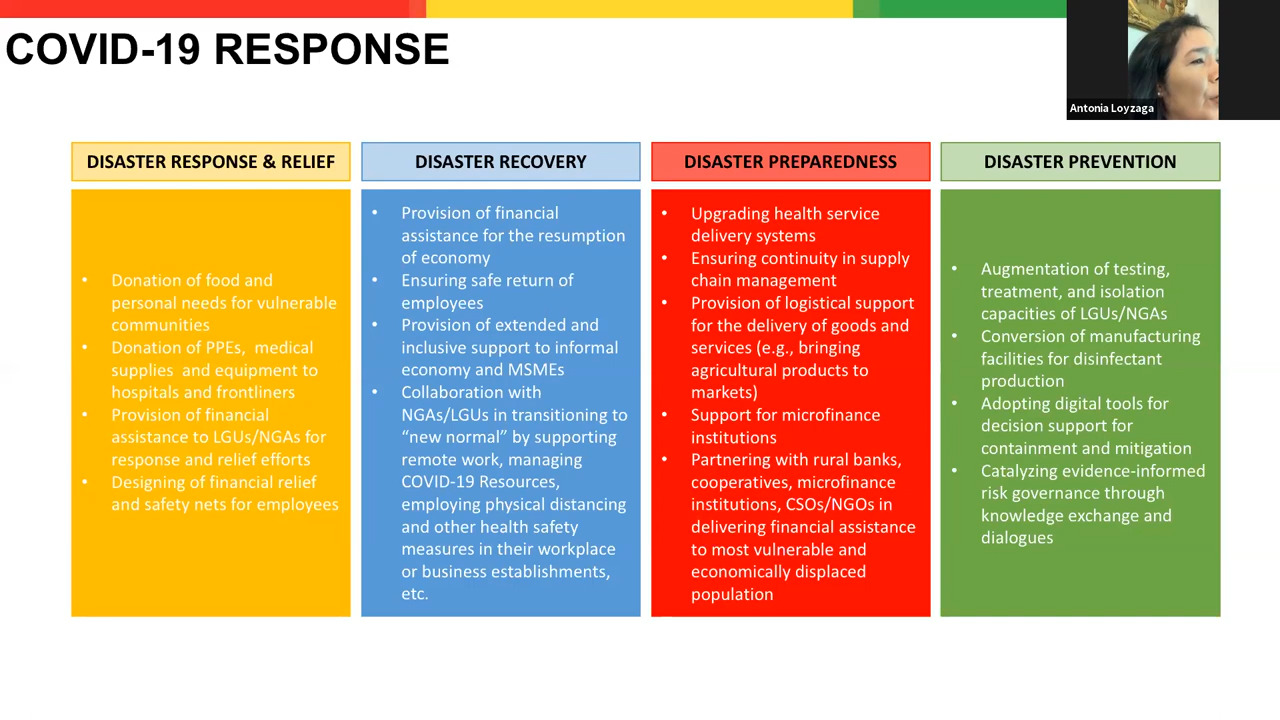 COVID-19 RESPONSE
Antonia Loyzaga
DISASTER RESPONSE & RELIEF
• Donation of food and
personal needs for vulnerable
communities
• Donation of PPEs, medical
supplies and equipment to
hospitals and frontliners
• Provision of financial
assistance to LGUs/NGAs for
response and relief efforts
• Designing of financial relief
and safety nets for employees
DISASTER RECOVERY
• Provision of financial
assistance for the resumption
of economy
• Ensuring safe return of
employees
• Provision of extended and
inclusive support to informal
economy and MSMEs
• Collaboration with
NGAs/LGUs in transitioning to
“new normal” by supporting
remote work, managing
COVID-19 Resources,
employing physical distancing
and other health safety
measures in their workplace
or business establishments,
etc.
DISASTER PREPAREDNESS
• Upgrading health service
delivery systems
• Ensuring continuity in supply
chain management
• Provision of logistical support
for the delivery of goods and
services (e.g., bringing
agricultural products to
markets)
• Support for microfinance
institutions
• Partnering with rural banks,
cooperatives, microfinance
institutions, CSOs/NGOs in
delivering financial assistance
to most vulnerable and
economically displaced
population
DISASTER PREVENTION
• Augmentation of testing,
treatment, and isolation
capacities of LGUs/NGAs
• Conversion of manufacturing
facilities for disinfectant
production
• Adopting digital tools for
decision support for
containment and mitigation
• Catalyzing evidence-informed
risk governance through
knowledge exchange and
dialogues